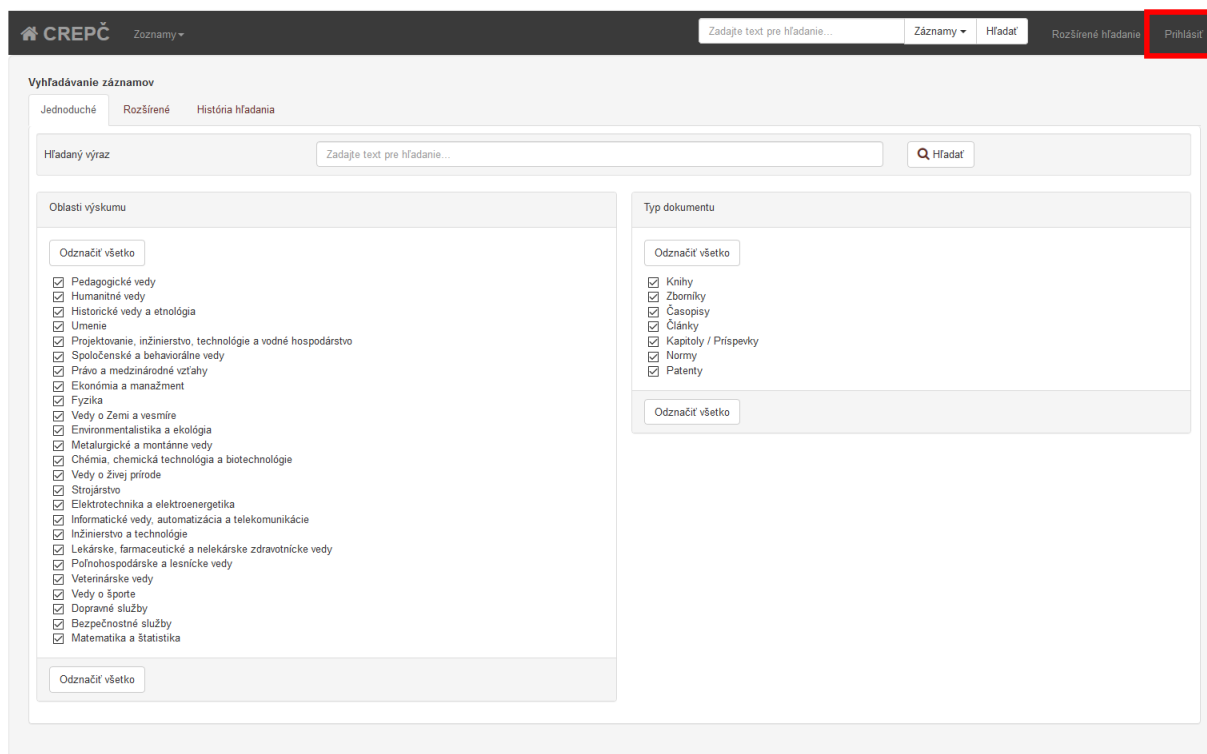 CREPČ Zoznamy Zadajte text pre hľadanie... Záznamy Hľadať Rozšírené hľadanie Prihlásiť
Vyhľadávanie záznamov
Jednoduché Rozšírené História hľadania
Hľadaný výraz Zadajte text pre hľadanie... Hľadať
Oblasti výskumu
Odznačiť všetko
Pedagogické vedy
Humanitné vedy
Historické vedy a etnológia
Umenie
Projektovanie, inžinierstvo, technológie a vodné hospodárstvo
Spoločenské a behaviorálne vedy
Právo a medzinárodné vzťahy
Ekonómia a manažment
Fyzika
Vedy o Zemi a vesmíre
Environmentalistika a ekológia
Metalurgické a montánne vedy
Chémia, chemická technológia a biotechnológie
Vedy o živej prírode
Strojárstvo
Elektrotechnika a elektroenergetika
Informatické vedy, automatizácia a telekomunikácie
Inžinierstvo a technológie
Lekárske, farmaceutické a nelekárske zdravotnícke vedy
Poľnohospodárske a lesnícke vedy
Veterinárske vedy
Vedy o športe
Dopravné služby
Bezpečnostné služby
Matematika a štatistika
Odznačiť všetko
Typ dokumentu
Odznačiť všetko
Knihy
Zborníky
Časopisy
Články
Kapitoly / Príspevky
Normy
Patenty
Odznačiť všetko